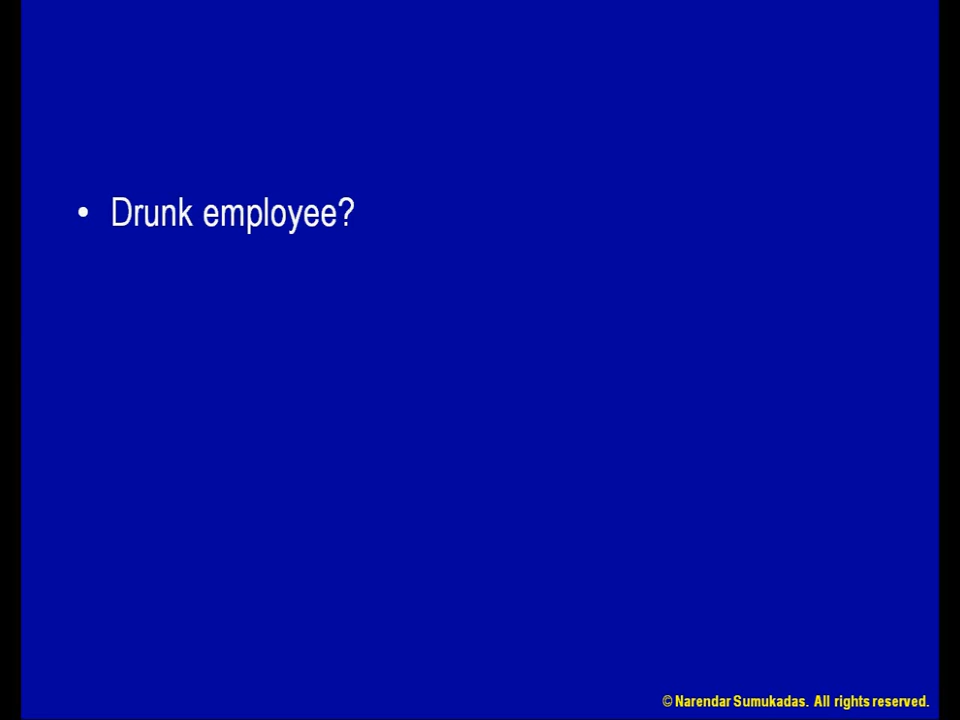 • Drunk employee?
© Narendar Sumukadas. All rights reserved.